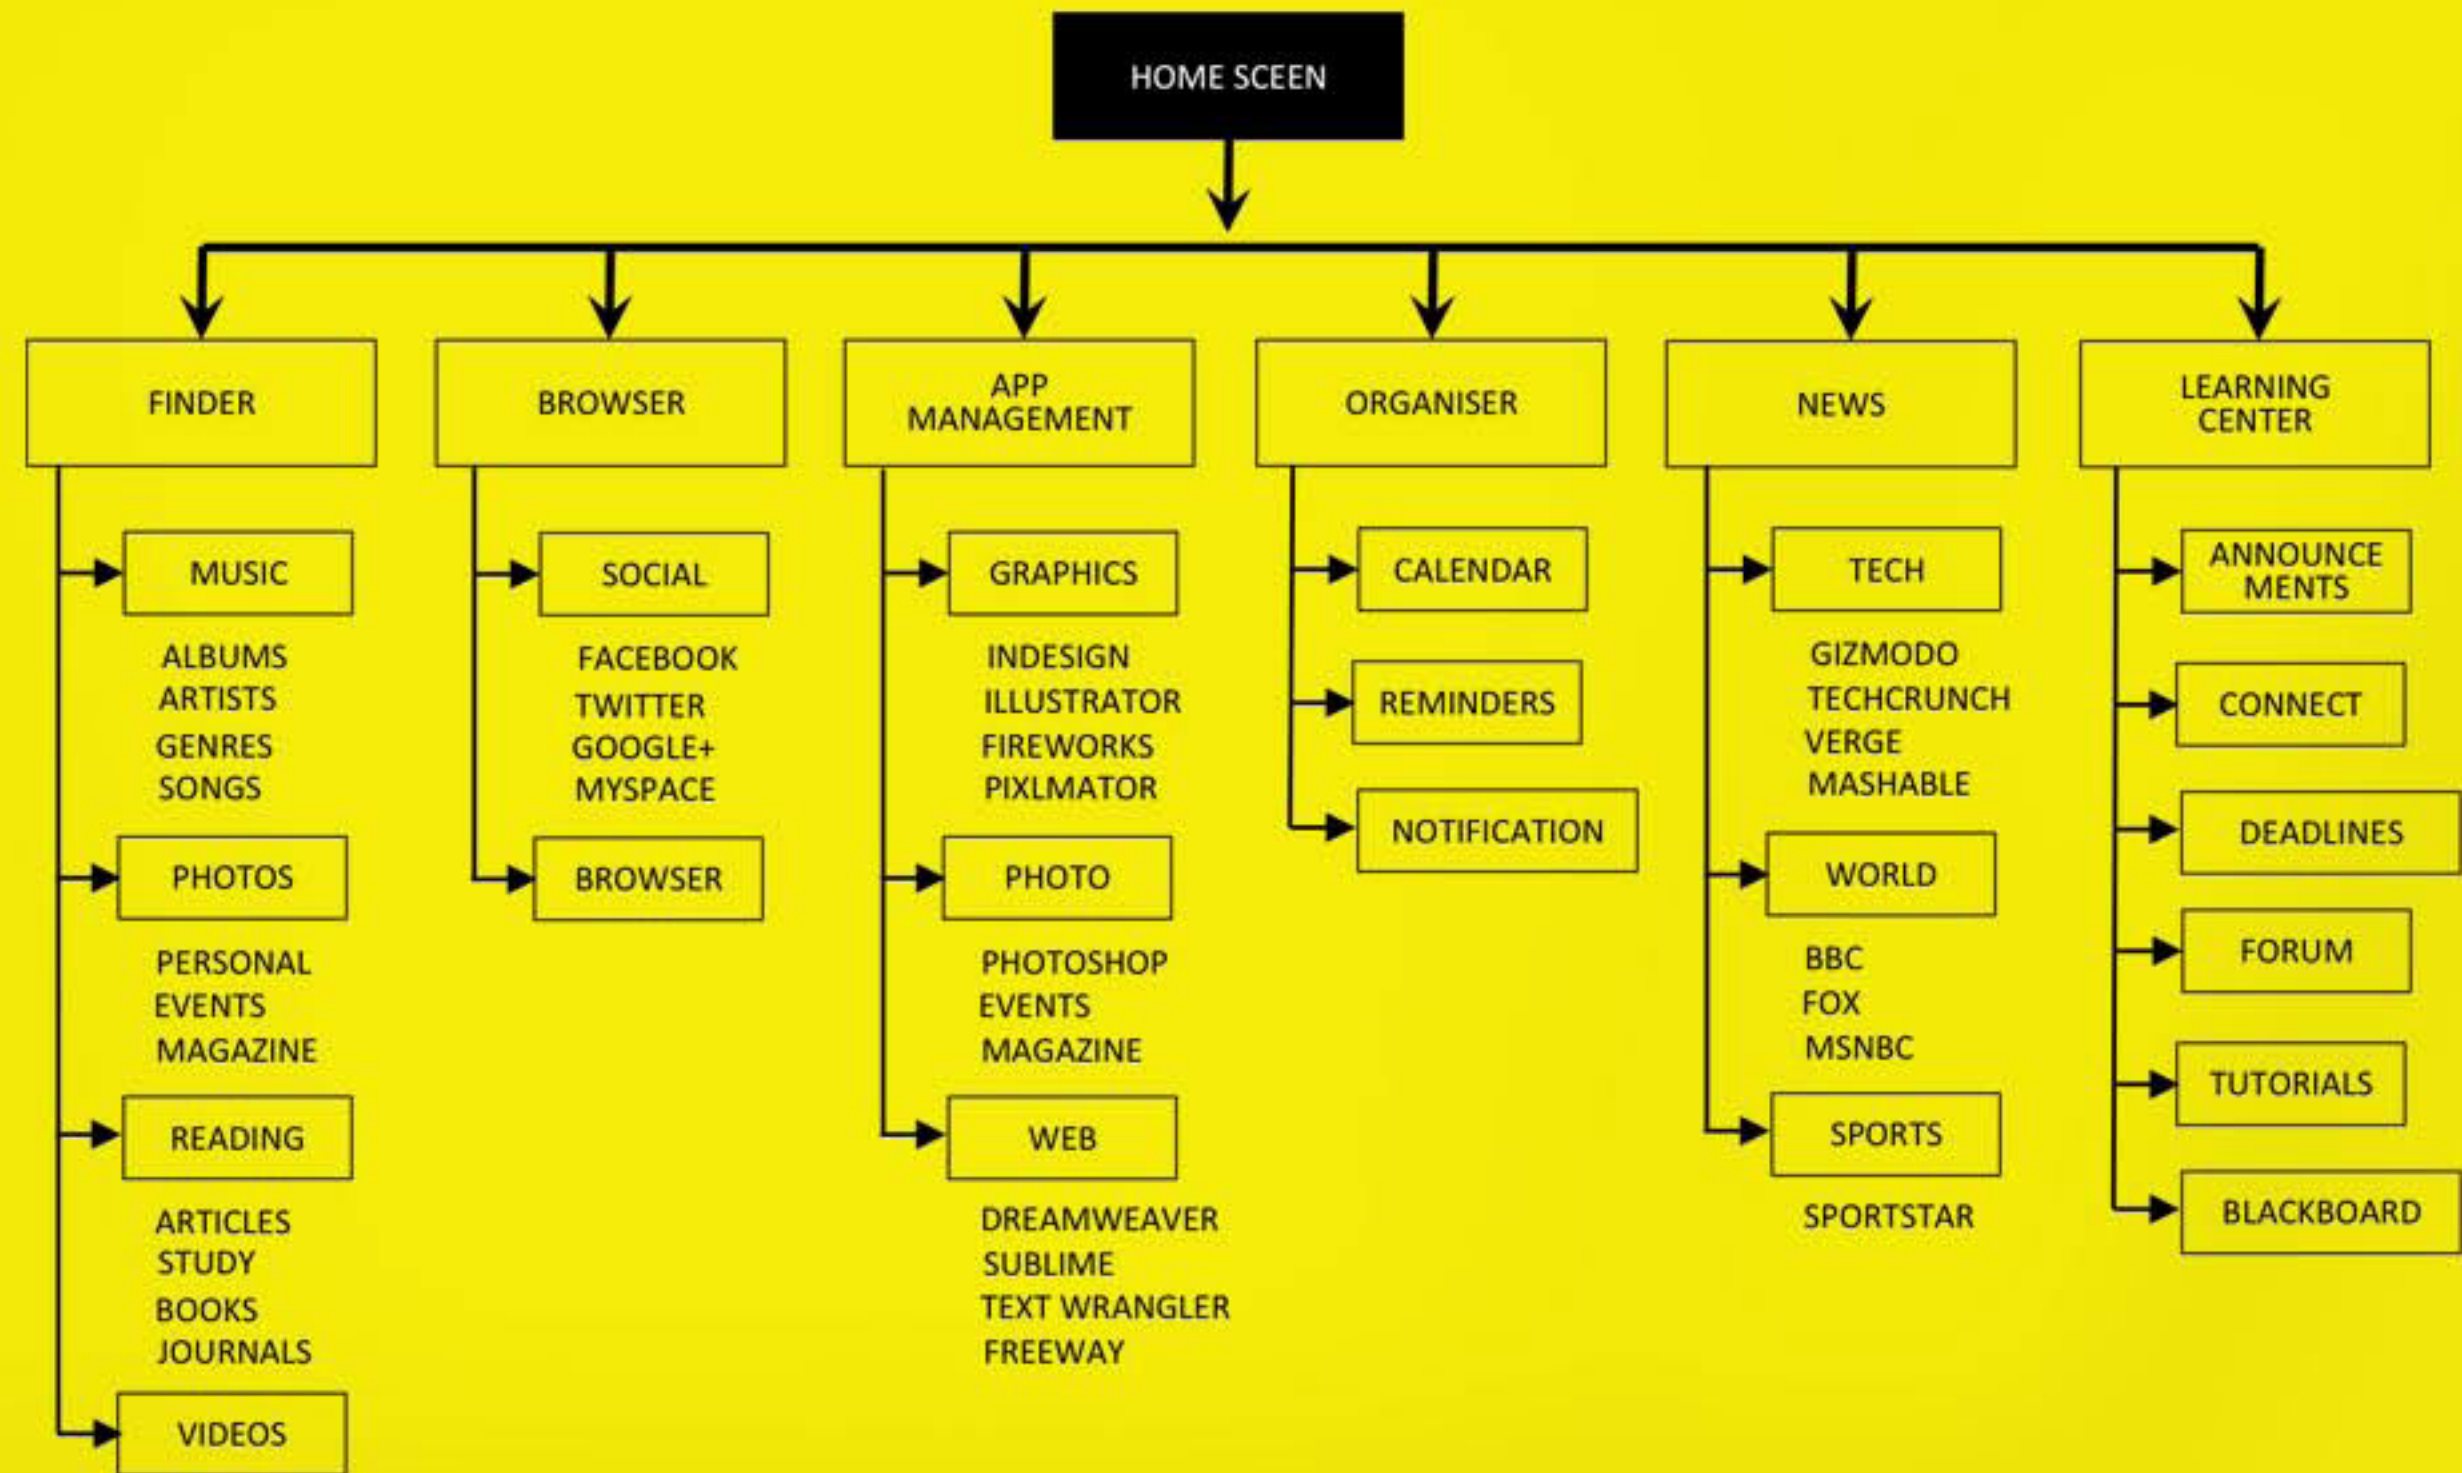 HOME SCEEN
FINDER
MUSIC
ALBUMS
ARTISTS
GENRES
SONGS
PHOTOS
PERSONAL
EVENTS
MAGAZINE
READING
ARTICLES
STUDY
BOOKS
JOURNALS
VIDEOS
BROWSER
SOCIAL
FACEBOOK
TWITTER
GOOGLE+
MYSPACE
BROWSER
APP
MANAGEMENT
GRAPHICS
INDESIGN
ILLUSTRATOR
FIREWORKS
PIXLMATOR
PHOTO
PHOTOSHOP
EVENTS
MAGAZINE
WEB
DREAMWEAVER
SUBLIME
TEXT WRANGLER
FREEWAY
ORGANISER
CALENDAR
REMINDERS
NOTIFICATION
NEWS
TECH
GIZMODO
TECHCRUNCH
VERGE
MASHABLE
WORLD
BBC
FOX
MSNBC
SPORTS
SPORTSTAR
LEARNING
CENTER
ANNOUNCE
MENTS
CONNECT
DEADLINES
FORUM
TUTORIALS
BLACKBOARD